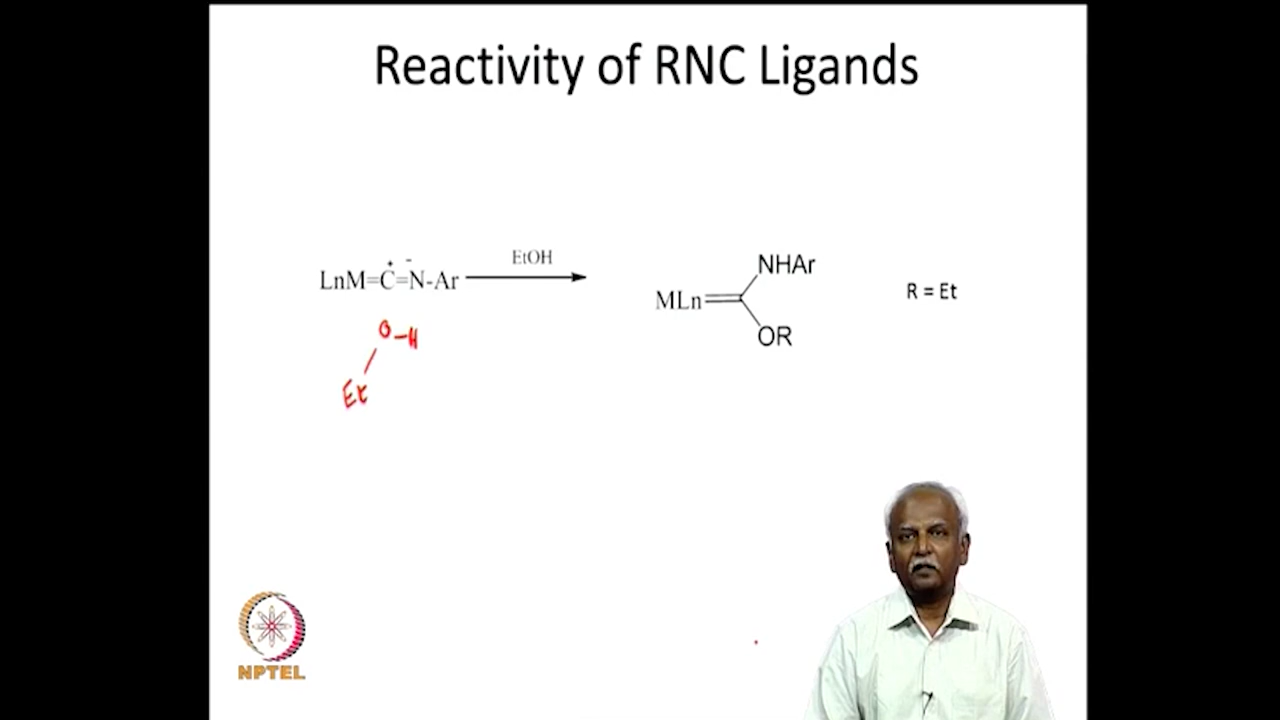 Reactivity of RNC Ligands
EtOH
LnM=C=N-Ar
+ -
NHAr
MLn
OR
R = Et
O-H
Et
NPTEL